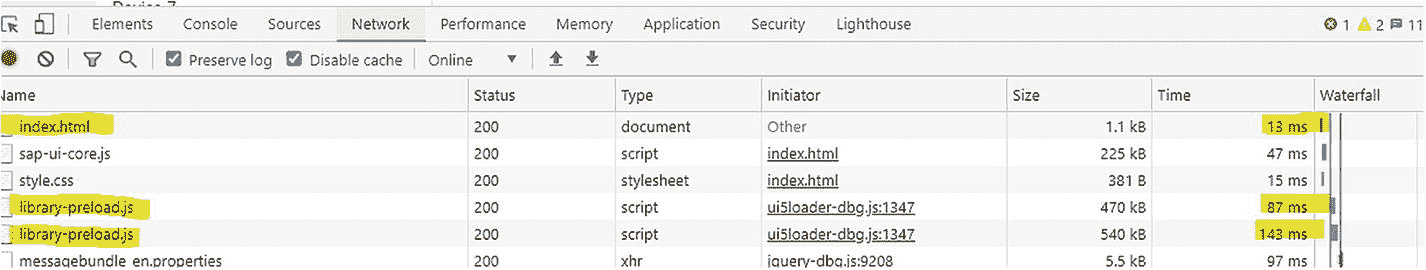 Device 7
Elements Console Sources Network Performance Memory Application Security Lighthouse 1 2 11
Preserve log Disable cache Online
Name Status Type Initiator Size Time Waterfall
index.html 200 document Other 1.1 kB 13 ms
sap-ui-core.js 200 script index.html 225 kB 47 ms
style.css 200 stylesheet index.html 381 B 15 ms
library-preload.js 200 script ui5loader-dbg.js:1347 470 kB 87 ms
library-preload.js 200 script ui5loader-dbg.js:1347 540 kB 143 ms
messagebundle_en.properties 200 xhr jquery-dbg.js:9208 5.5 kB 97 ms